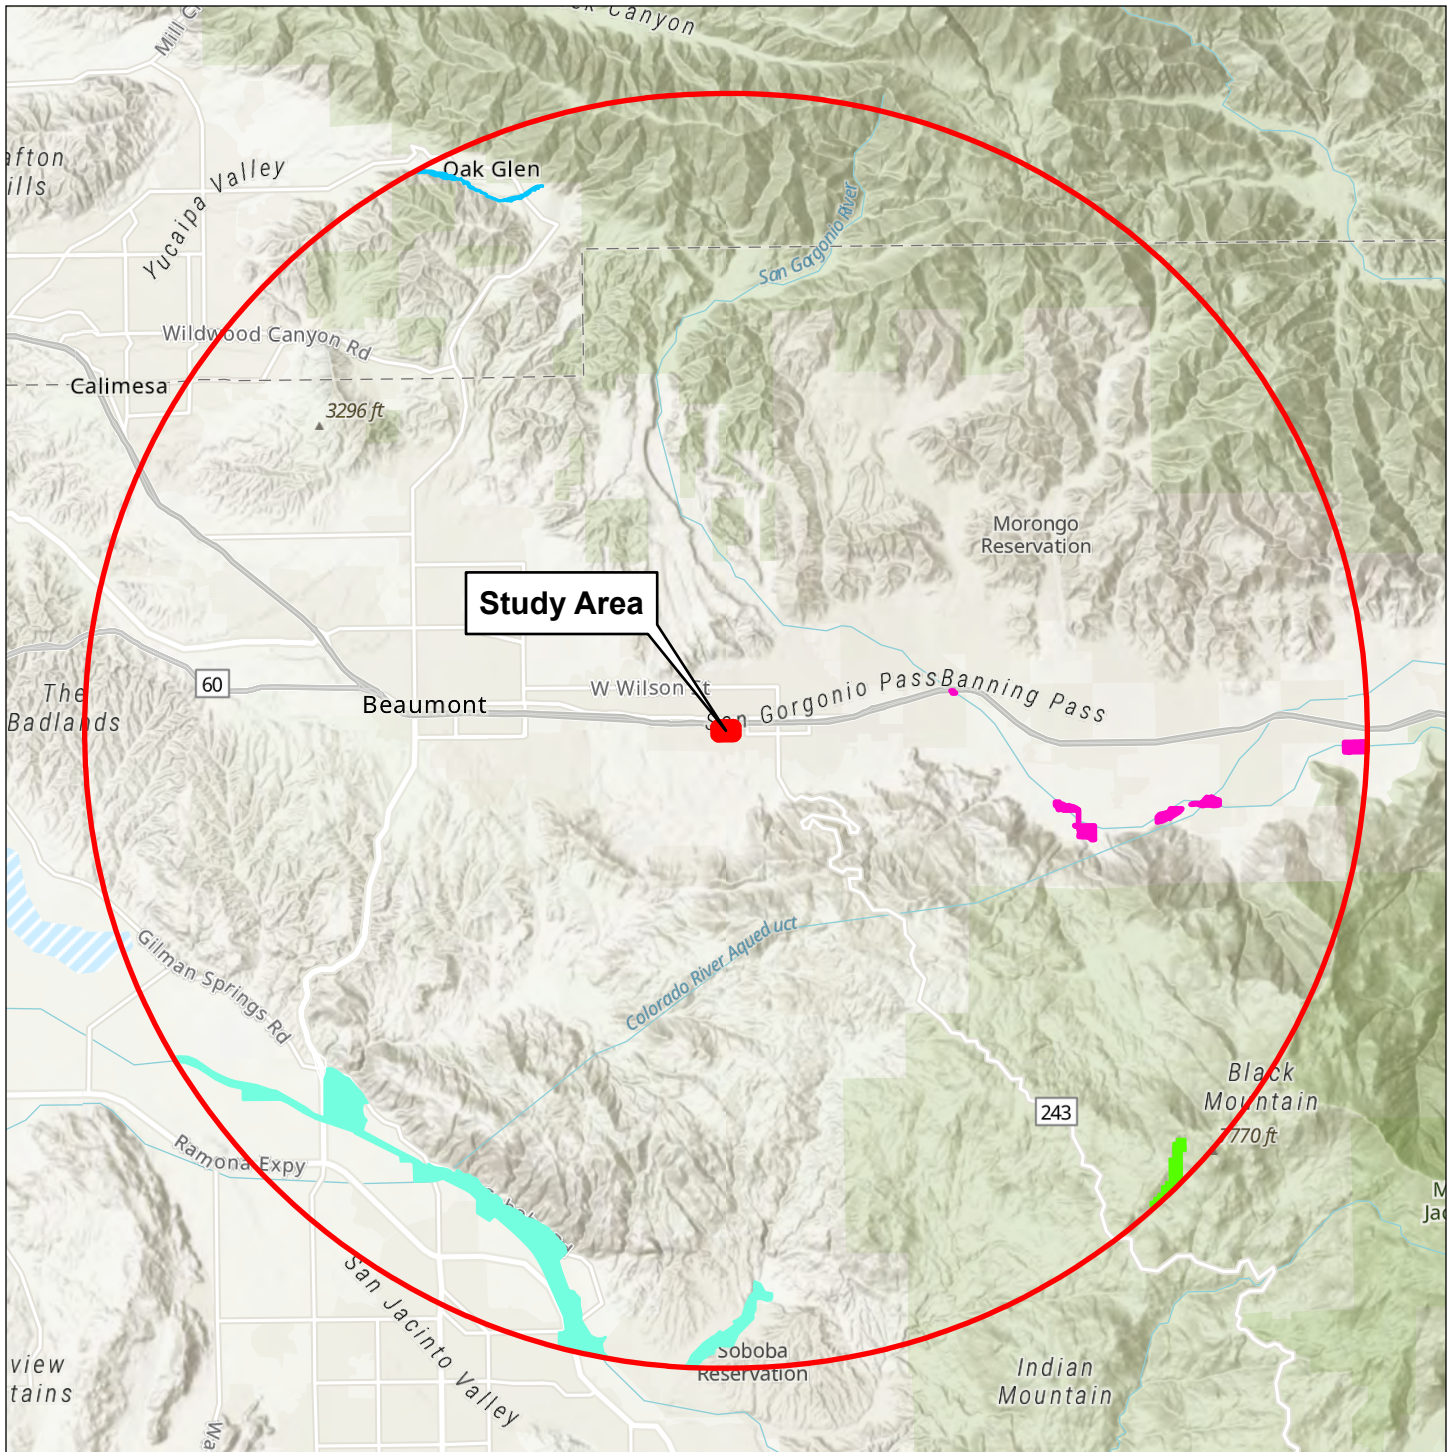 Canyon
Mill C
afton
ills
Yucaipa Valley
Oak Glen
San Gorgonio River
Wildwood Canyon Rd
Calimesa
3296 ft
Morongo
Reservation
Study Area
60
The
Badlands
W Wilson St
Beaumont
San Gorgonio Pass
Banning Pass
Gilman Springs Rd
Colorado River Aqueduct
Black
Mountain
7770 ft
243
Ramona Expy
M
Jac
San Jacinto Valley
Soboba
Reservation
Indian
Mountain
view
tains
Wa